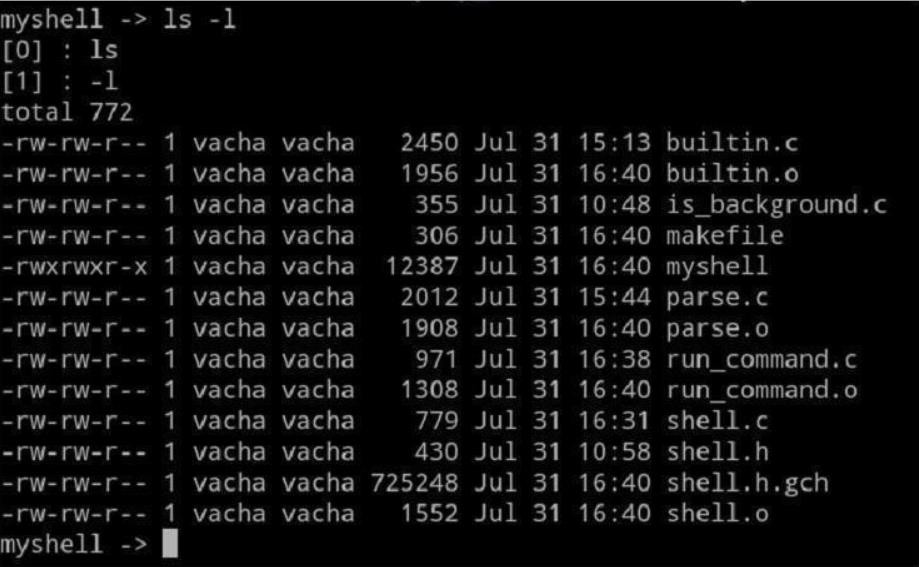 myshell -> ls -l
[0] : ls
[1] : -l
total 772
-rw-rw-r-- 1 vacha vacha   2450 Jul 31 15:13 builtin.c
-rw-rw-r-- 1 vacha vacha   1956 Jul 31 16:40 builtin.o
-rw-rw-r-- 1 vacha vacha    355 Jul 31 10:48 is_background.c
-rw-rw-r-- 1 vacha vacha    306 Jul 31 16:40 makefile
-rwxrwxr-x 1 vacha vacha  12387 Jul 31 16:40 myshell
-rw-rw-r-- 1 vacha vacha   2012 Jul 31 15:44 parse.c
-rw-rw-r-- 1 vacha vacha   1908 Jul 31 16:40 parse.o
-rw-rw-r-- 1 vacha vacha    971 Jul 31 16:38 run_command.c
-rw-rw-r-- 1 vacha vacha   1308 Jul 31 16:40 run_command.o
-rw-rw-r-- 1 vacha vacha    779 Jul 31 16:31 shell.c
-rw-rw-r-- 1 vacha vacha    430 Jul 31 10:58 shell.h
-rw-rw-r-- 1 vacha vacha 725248 Jul 31 16:40 shell.h.gch
-rw-rw-r-- 1 vacha vacha   1552 Jul 31 16:40 shell.o
myshell ->